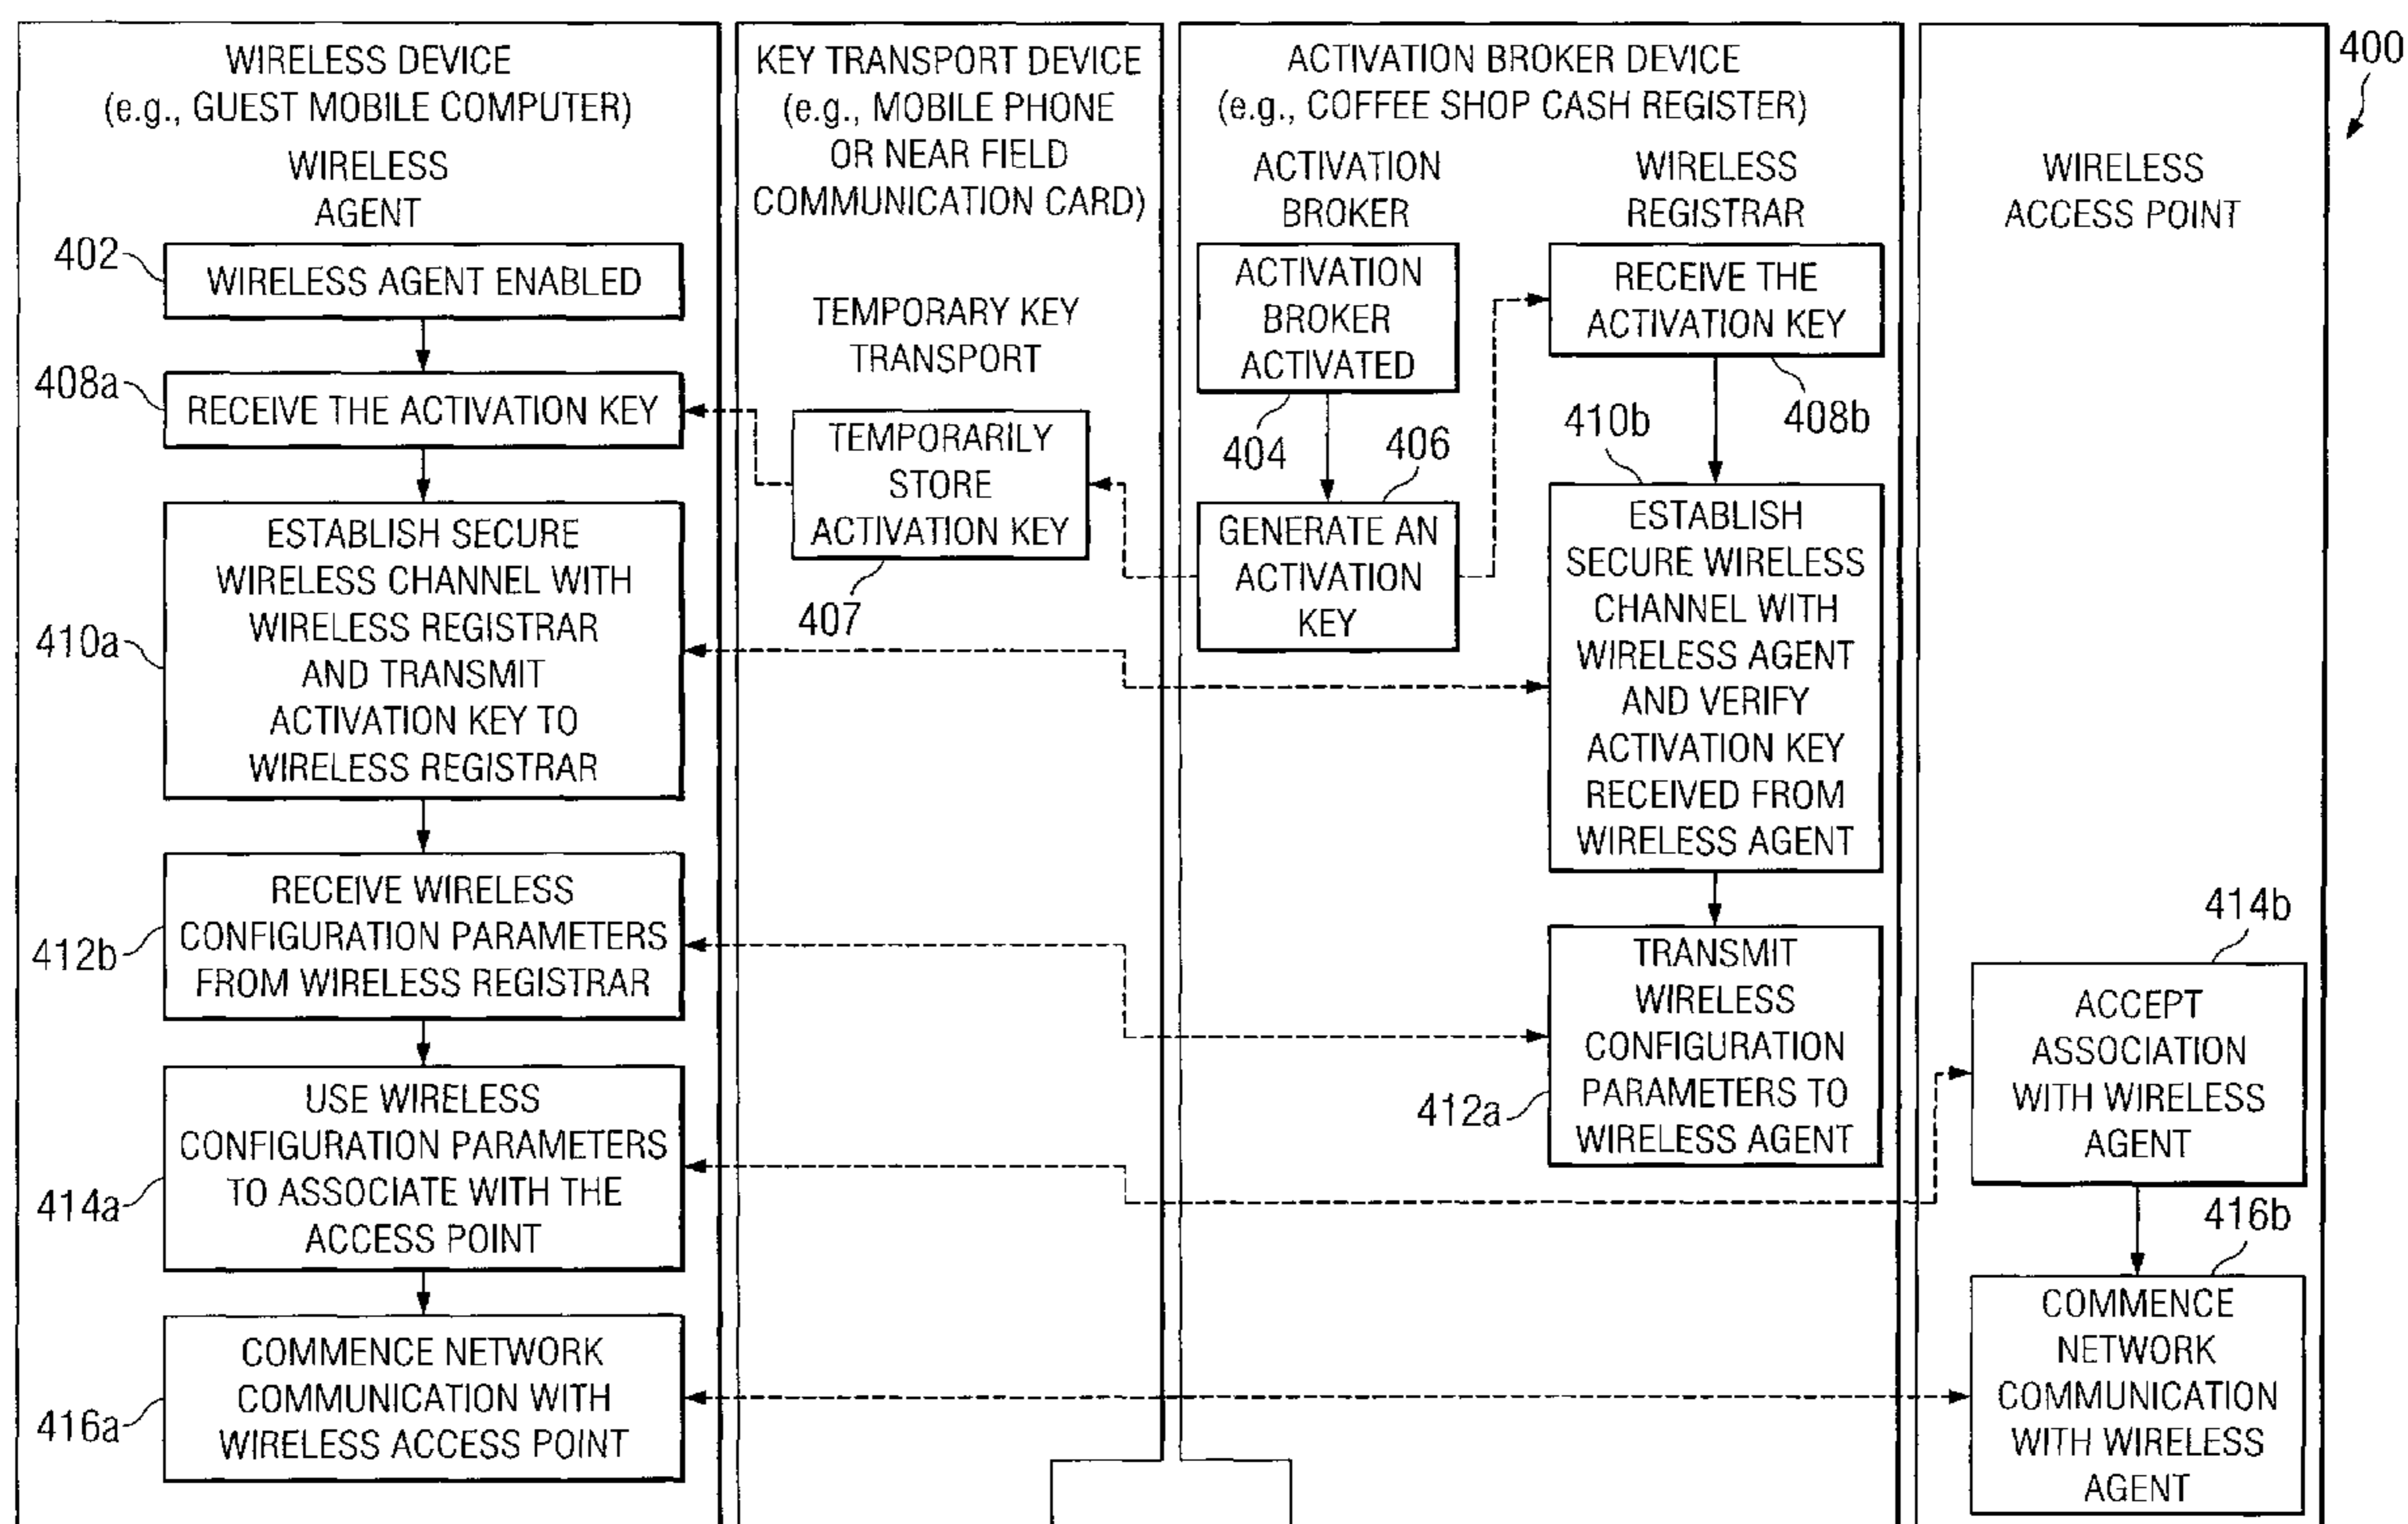 400
WIRELESS DEVICE
(e.g., GUEST MOBILE COMPUTER)
WIRELESS
AGENT
402
WIRELESS AGENT ENABLED
408a
RECEIVE THE ACTIVATION KEY
410a
ESTABLISH SECURE
WIRELESS CHANNEL WITH
WIRELESS REGISTRAR
AND TRANSMIT
ACTIVATION KEY TO
WIRELESS REGISTRAR
412b
RECEIVE WIRELESS
CONFIGURATION PARAMETERS
FROM WIRELESS REGISTRAR
414a
USE WIRELESS
CONFIGURATION PARAMETERS
TO ASSOCIATE WITH THE
ACCESS POINT
416a
COMMENCE NETWORK
COMMUNICATION WITH
WIRELESS ACCESS POINT
KEY TRANSPORT DEVICE
(e.g., MOBILE PHONE
OR NEAR FIELD
COMMUNICATION CARD)
TEMPORARY KEY
TRANSPORT
TEMPORARILY
STORE
ACTIVATION KEY
407
ACTIVATION BROKER DEVICE
(e.g., COFFEE SHOP CASH REGISTER)
ACTIVATION
BROKER
ACTIVATION
BROKER
ACTIVATED
404
406
GENERATE AN
ACTIVATION
KEY
WIRELESS
REGISTRAR
RECEIVE THE
ACTIVATION KEY
408b
410b
ESTABLISH
SECURE WIRELESS
CHANNEL WITH
WIRELESS AGENT
AND VERIFY
ACTIVATION KEY
RECEIVED FROM
WIRELESS AGENT
412a
TRANSMIT
WIRELESS
CONFIGURATION
PARAMETERS TO
WIRELESS AGENT
WIRELESS
ACCESS POINT
414b
ACCEPT
ASSOCIATION
WITH WIRELESS
AGENT
416b
COMMENCE
NETWORK
COMMUNICATION
WITH WIRELESS
AGENT